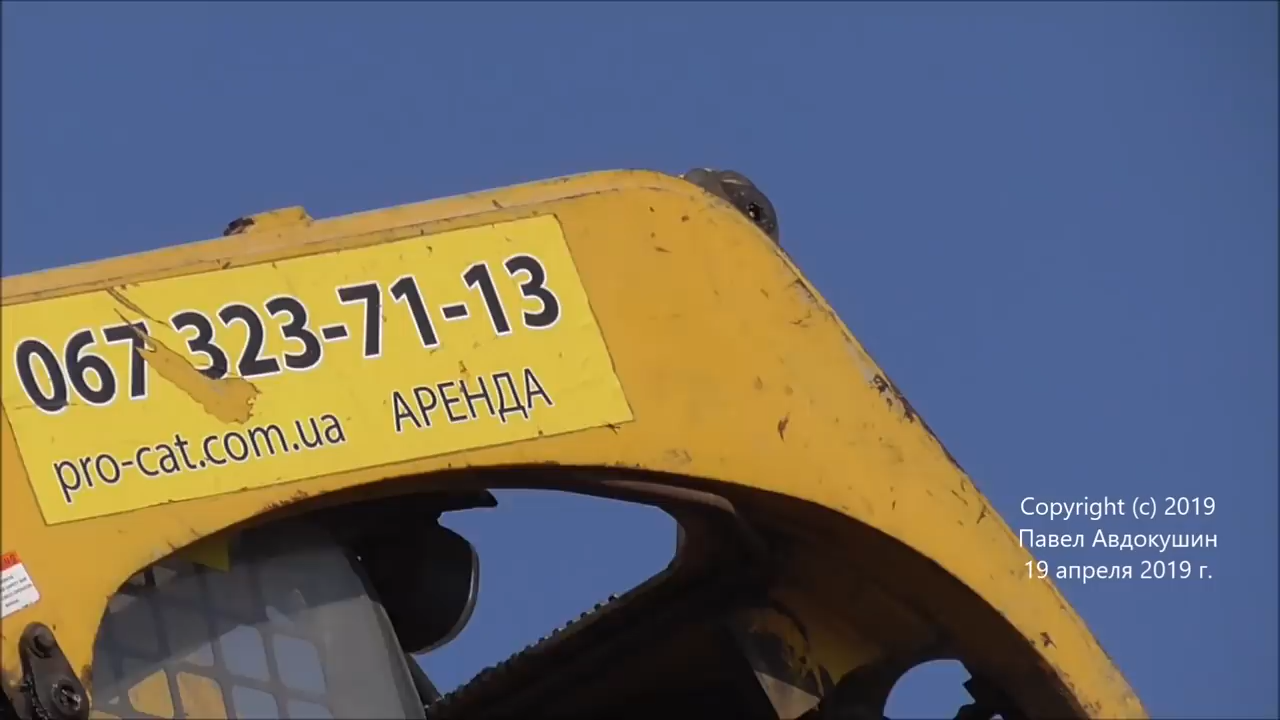 067 323-71-13
pro-cat.com.ua АРЕНДА
Copyright (c) 2019
Павел Авдокушин
19 апреля 2019 г.